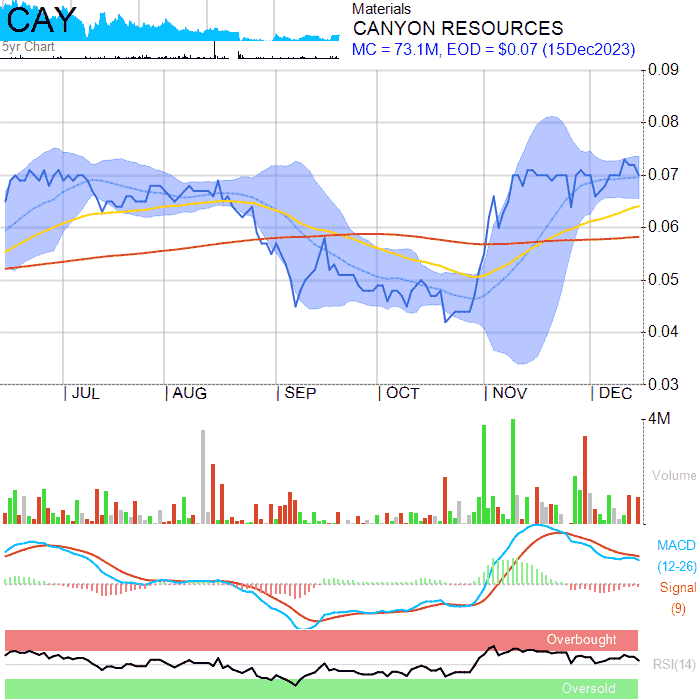 CAY
5yr Chart
Materials
CANYON RESOURCES
MC = 73.1M, EOD = $0.07 (15Dec2023)
0.09
0.08
0.07
0.06
0.05
0.04
0.03
JUL AUG SEP OCT NOV DEC
4M
Volume
MACD
(12-26)
Signal
(9)
Overbought
RSI(14)
Oversold